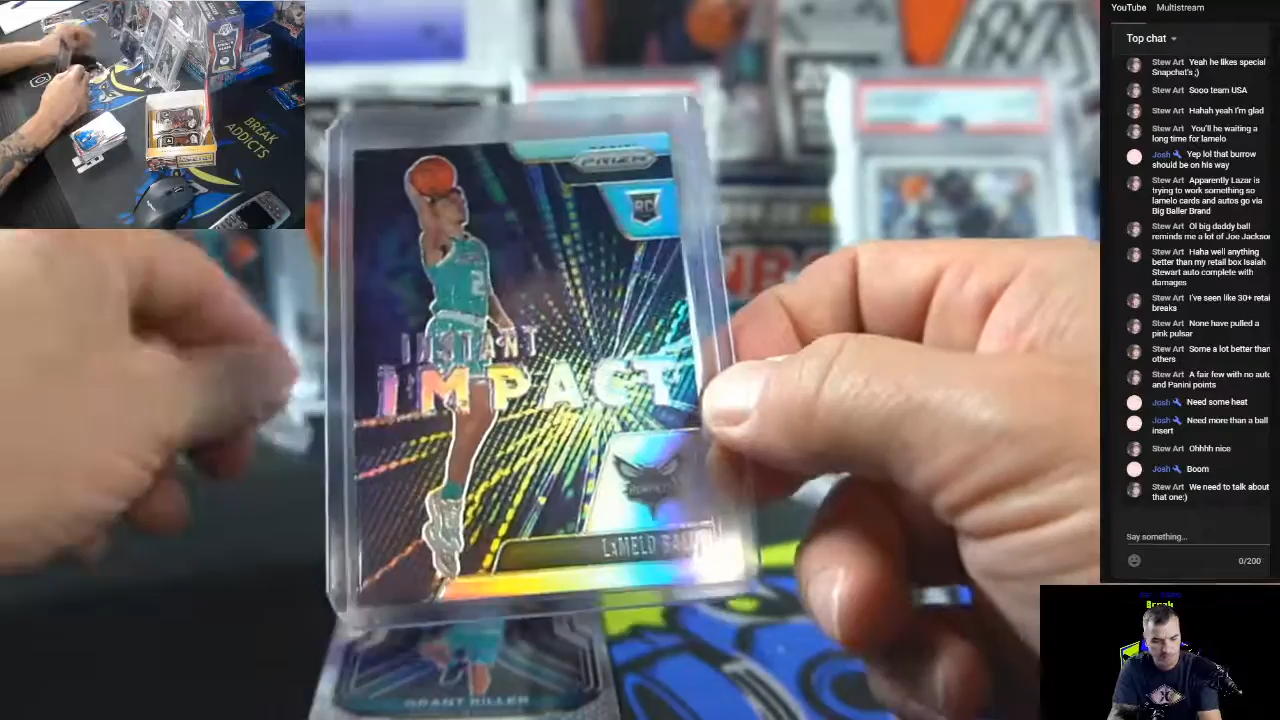 BREAK
ADDICTS
PRIZM
RC
2
INSTANT
IMPACT
HORNETS
LaMELO BALL
GRANT RILLER
YouTube Multistream
Top chat
Stew Art Yeah he likes special
Snapchat's ;)
Stew Art Sooo team USA
Stew Art Hahah yeah I'm glad
Stew Art You'll he waiting a
long time for lamelo
Josh Yep lol that burrow
should be on his way
Stew Art Apparently Lazar is
trying to work something so
lamelo cards and autos go via
Big Baller Brand
Stew Art Ol big daddy ball
reminds me a lot of Joe Jackson
Stew Art Haha well anything
better than my retail box Isaiah
Stewart auto complete with
damages
Stew Art I've seen like 30+ retai
breaks
Stew Art None have pulled a
pink pulsar
Stew Art Some a lot better than
others
Stew Art A fair few with no auto
and Panini points
Josh Need some heat
Josh Need more than a ball
insert
Stew Art Ohhhh nice
Josh Boom
Stew Art We need to talk about
that one:)
Say something...
0/200
Break